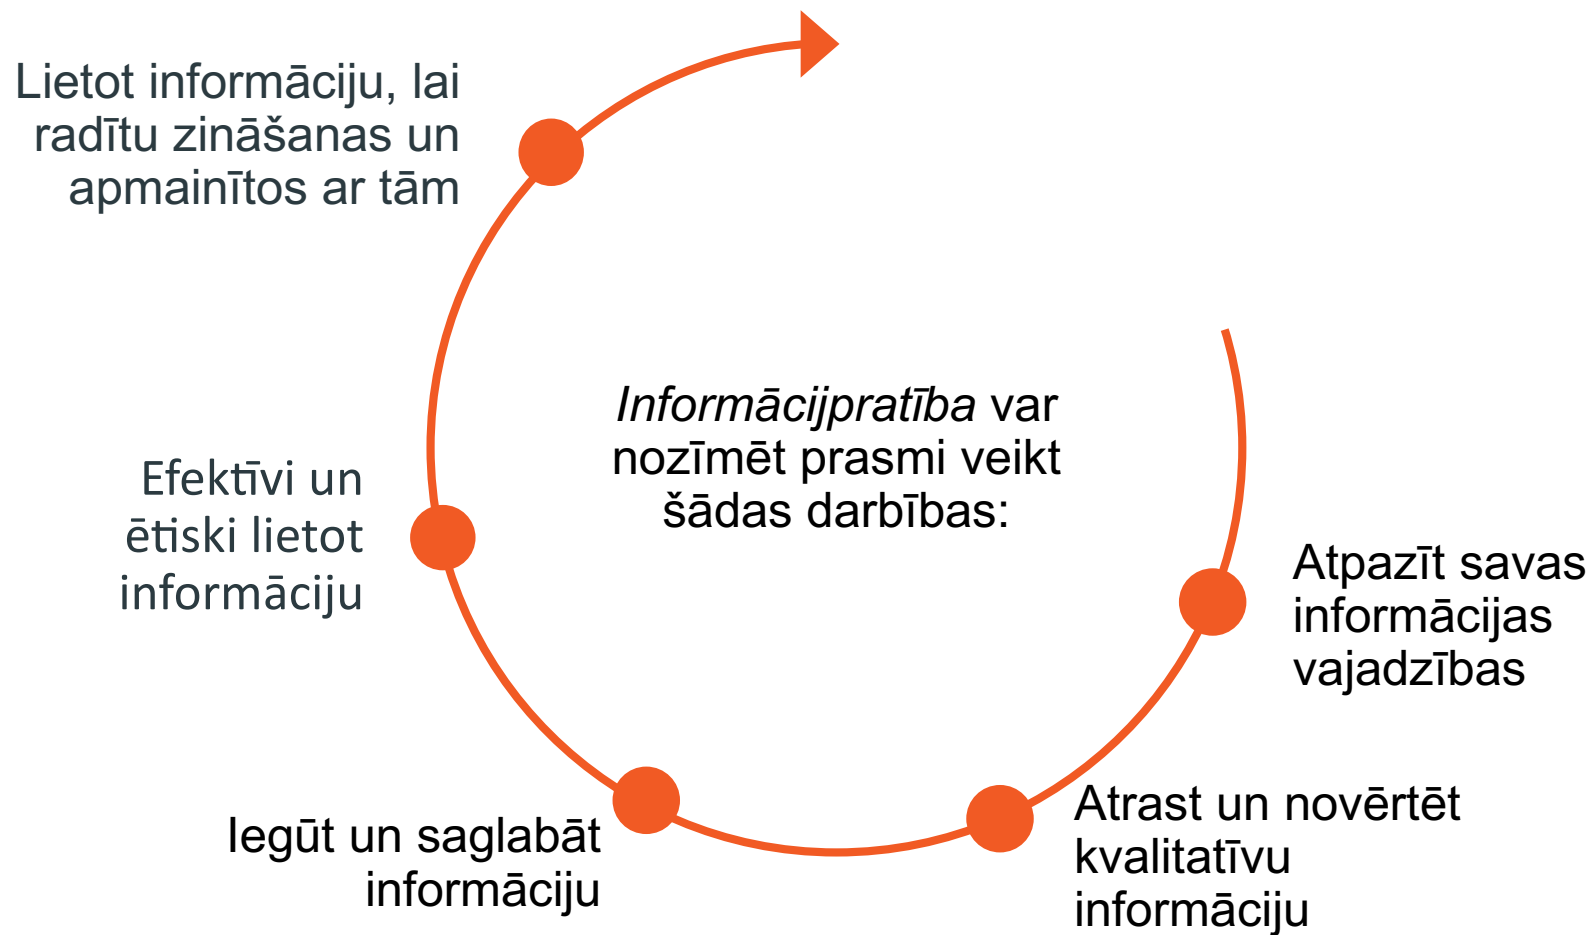 Lietot informāciju, lai
radītu zināšanas un
apmainītos ar tām
Informācijpratība var
nozīmēt prasmi veikt
šādas darbības:
Efektīvi un
ētiski lietot
informāciju
Atpazīt savas
informācijas
vajadzības
Iegūt un saglabāt
informāciju
Atrast un novērtēt
kvalitatīvu
informāciju